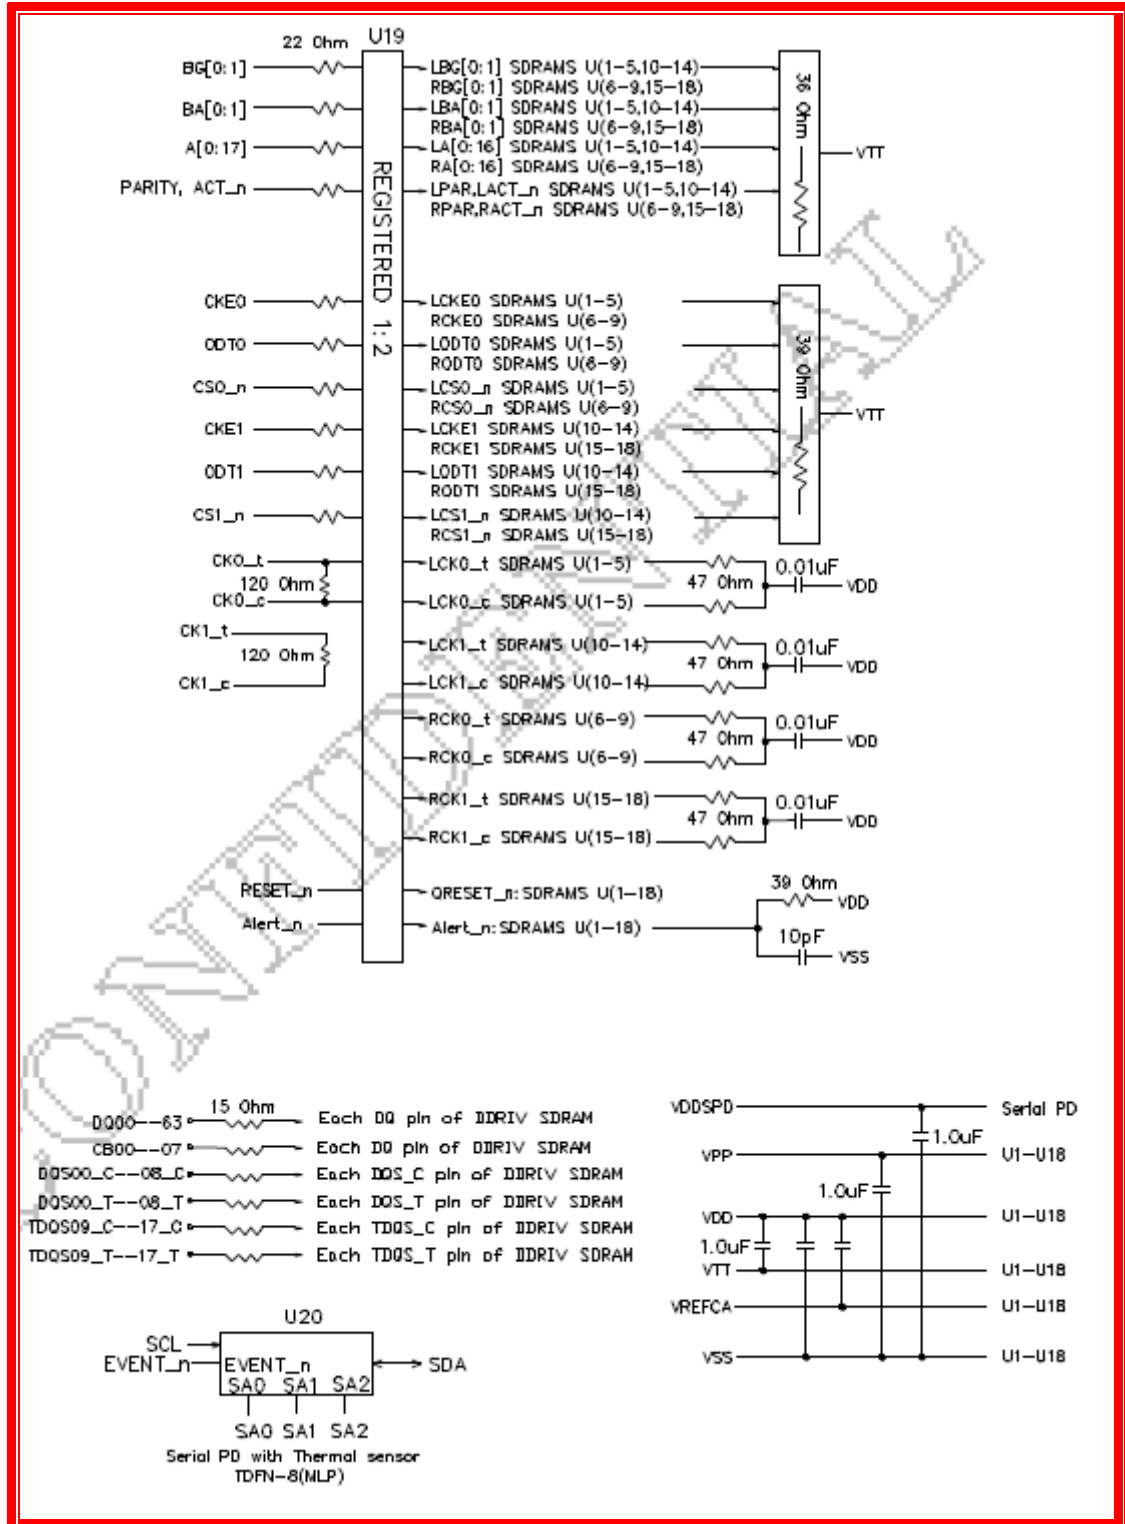 22 Ohm U19
BG[0:1] LBG[0:1] SDRAMS U(1-5,10-14)
RBG[0:1] SDRAMS U(6-9,15-18)
BA[0:1] LBA[0:1] SDRAMS U(1-5,10-14)
RBA[0:1] SDRAMS U(6-9,15-18)
A[0:17] LA[0:16] SDRAMS U(1-5,10-14)
RA[0:16] SDRAMS U(6-9,15-18)
PARITY, ACT_n LPAR,LACT_n SDRAMS U(1-5,10-14)
RPAR,RACT_n SDRAMS U(6-9,15-18)
36 Ohm
VTT
REGISTERED 1:2
CKE0 LCKE0 SDRAMS U(1-5)
RCKE0 SDRAMS U(6-9)
ODT0 LODT0 SDRAMS U(1-5)
RODT0 SDRAMS U(6-9)
CS0_n LCS0_n SDRAMS U(1-5)
RCS0_n SDRAMS U(6-9)
CKE1 LCKE1 SDRAMS U(10-14)
RCKE1 SDRAMS U(15-18)
ODT1 LODT1 SDRAMS U(10-14)
RODT1 SDRAMS U(15-18)
CS1_n LCS1_n SDRAMS U(10-14)
RCS1_n SDRAMS U(15-18)
39 Ohm
VTT
CK0_t LCK0_t SDRAMS U(1-5) 0.01uF
120 Ohm 47 Ohm VDD
CK0_c LCK0_c SDRAMS U(1-5)
CK1_t LCK1_t SDRAMS U(10-14) 0.01uF
120 Ohm 47 Ohm VDD
CK1_c LCK1_c SDRAMS U(10-14)
RCK0_t SDRAMS U(6-9) 0.01uF
47 Ohm VDD
RCK0_c SDRAMS U(6-9)
RCK1_t SDRAMS U(15-18) 0.01uF
47 Ohm VDD
RCK1_c SDRAMS U(15-18)
RESET_n QRESET_n:SDRAMS U(1-18)
39 Ohm VDD
Alert_n Alert_n:SDRAMS U(1-18)
10pF VSS
CONFIDENTIAL
15 Ohm
DQ00--63 Each DQ pin of DDRIV SDRAM
CB00--07 Each DQ pin of DDRIV SDRAM
DQS00_C--08_C Each DQS_C pin of DDRIV SDRAM
DQS00_T--08_T Each DQS_T pin of DDRIV SDRAM
TDQS09_C--17_C Each TDQS_C pin of DDRIV SDRAM
TDQS09_T--17_T Each TDQS_T pin of DDRIV SDRAM
VDDSPD Serial PD
1.0uF
VPP U1-U18
1.0uF
VDD U1-U18
1.0uF
VTT U1-U18
VREFCA U1-U18
VSS U1-U18
U20
SCL
EVENT_n EVENT_n SDA
SA0 SA1 SA2
SA0 SA1 SA2
Serial PD with Thermal sensor
TDFN-8(MLP)